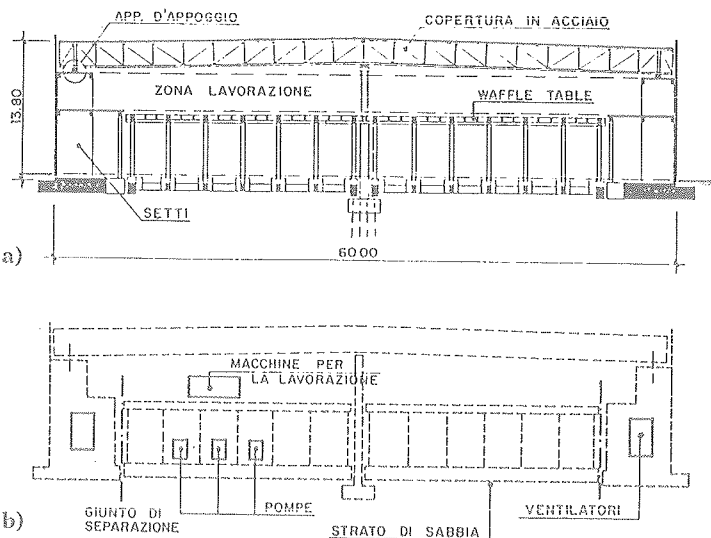 APP. D'APPOGGIO
COPERTURA IN ACCIAIO
ZONA LAVORAZIONE
WAFFLE TABLE
13.80
SETTI
a)
6000
MACCHINE PER
LA LAVORAZIONE
GIUNTO DI
SEPARAZIONE
POMPE
VENTILATORI
b)
STRATO DI SABBIA